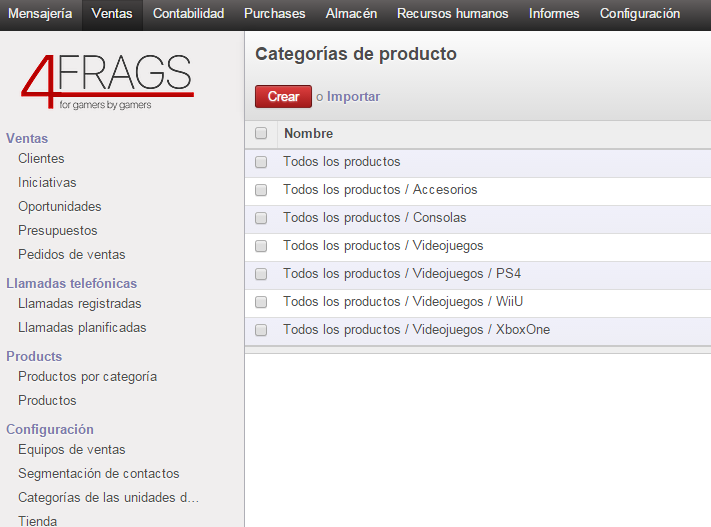 Mensajería Ventas Contabilidad Purchases Almacén Recursos humanos Informes Configuración
4FRAGS
for gamers by gamers
Ventas
Clientes
Iniciativas
Oportunidades
Presupuestos
Pedidos de ventas
Llamadas telefónicas
Llamadas registradas
Llamadas planificadas
Products
Productos por categoría
Productos
Configuración
Equipos de ventas
Segmentación de contactos
Categorías de las unidades d...
Tienda
Categorías de producto
Crear o Importar
Nombre
Todos los productos
Todos los productos / Accesorios
Todos los productos / Consolas
Todos los productos / Videojuegos
Todos los productos / Videojuegos / PS4
Todos los productos / Videojuegos / WiiU
Todos los productos / Videojuegos / XboxOne